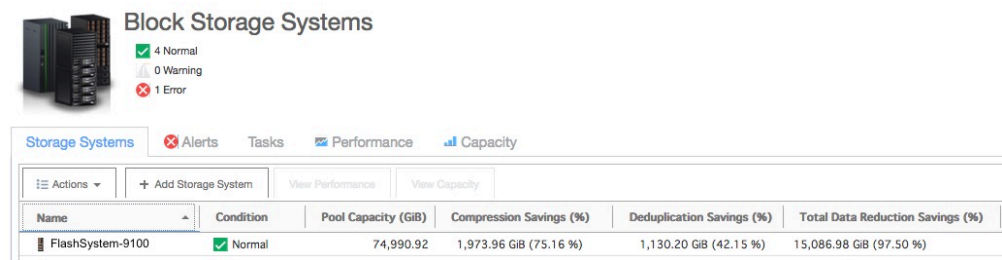 Block Storage Systems
4 Normal
0 Warning
1 Error
Storage Systems Alerts Tasks Performance Capacity
Actions + Add Storage System View Performance View Capacity
Name Condition Pool Capacity (GiB) Compression Savings (%) Deduplication Savings (%) Total Data Reduction Savings (%)
FlashSystem-9100 Normal 74,990.92 1,973.96 GiB (75.16 %) 1,130.20 GiB (42.15 %) 15,086.98 GiB (97.50 %)